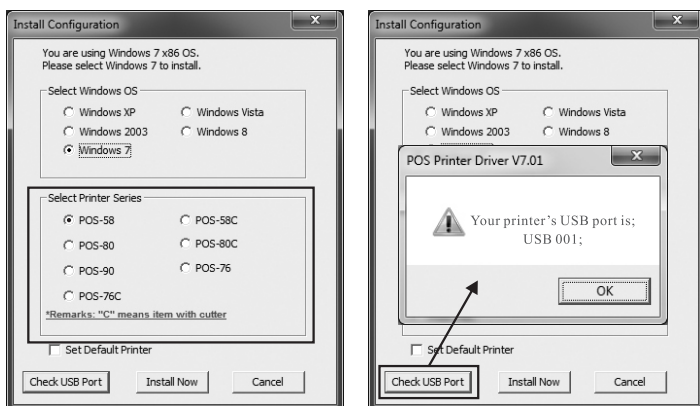 Install Configuration
X
You are using Windows 7 x86 OS.
Please select Windows 7 to install.
Select Windows OS
Windows XP Windows Vista
Windows 2003 Windows 8
Windows 7
Select Printer Series
POS-58 POS-58C
POS-80 POS-80C
POS-90 POS-76
POS-76C
*Remarks: "C" means item with cutter
Set Default Printer
Check USB Port Install Now Cancel
Install Configuration
X
You are using Windows 7 x86 OS.
Please select Windows 7 to install.
Select Windows OS
Windows XP Windows Vista
Windows 2003 Windows 8
POS Printer Driver V7.01
X
Your printer's USB port is;
USB 001;
OK
Set Default Printer
Check USB Port Install Now Cancel